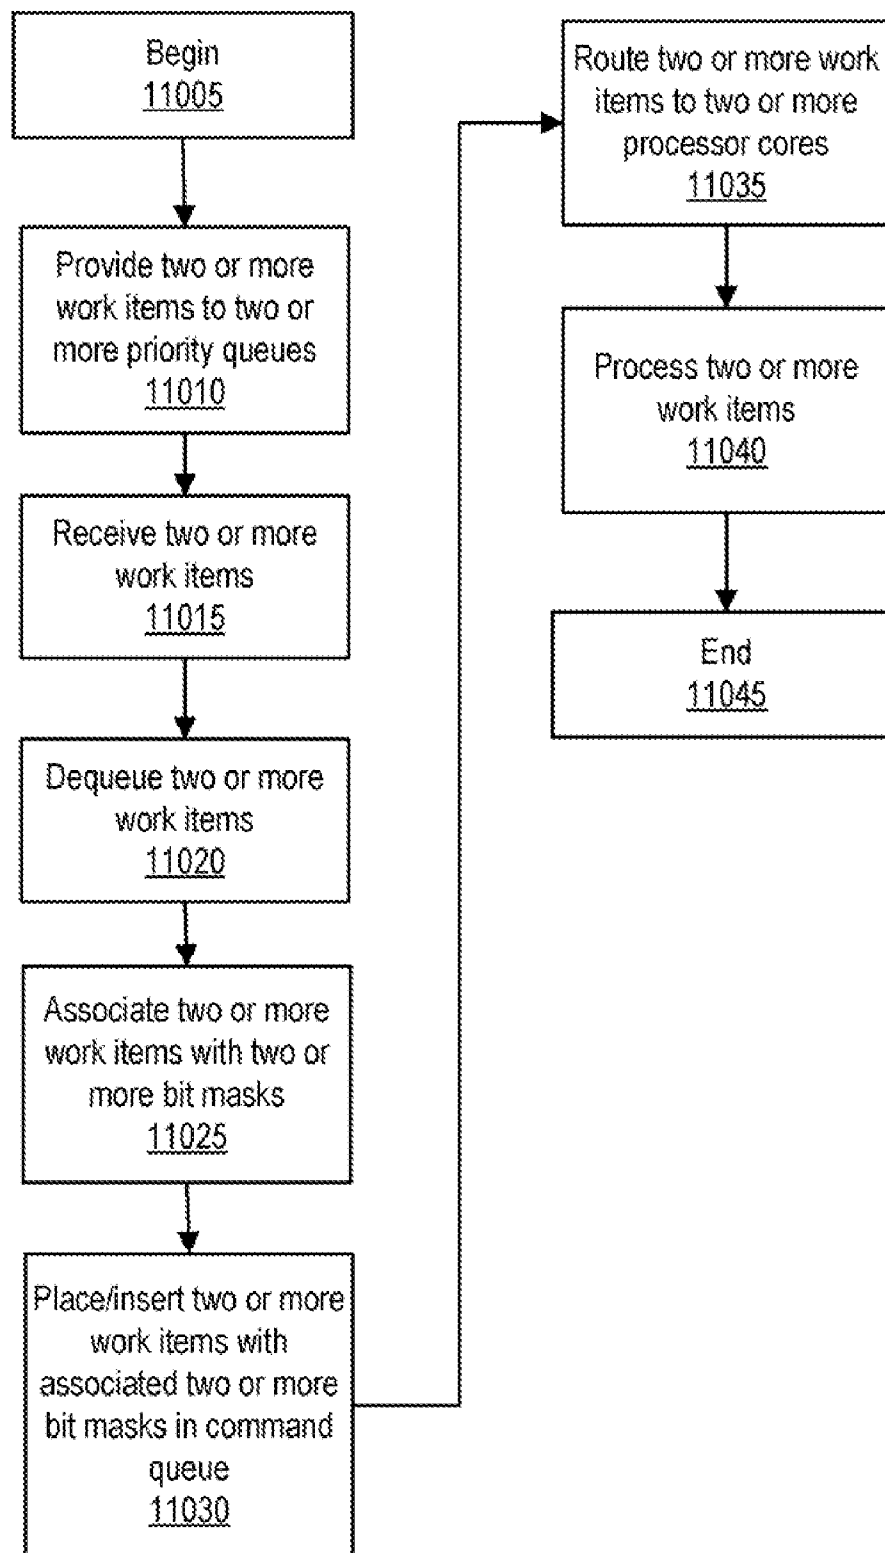 Begin
11005
Provide two or more
work items to two or
more priority queues
11010
Receive two or more
work items
11015
Dequeue two or more
work items
11020
Associate two or more
work items with two or
more bit masks
11025
Place/insert two or more
work items with
associated two or more
bit masks in command
queue
11030
Route two or more work
items to two or more
processor cores
11035
Process two or more
work items
11040
End
11045